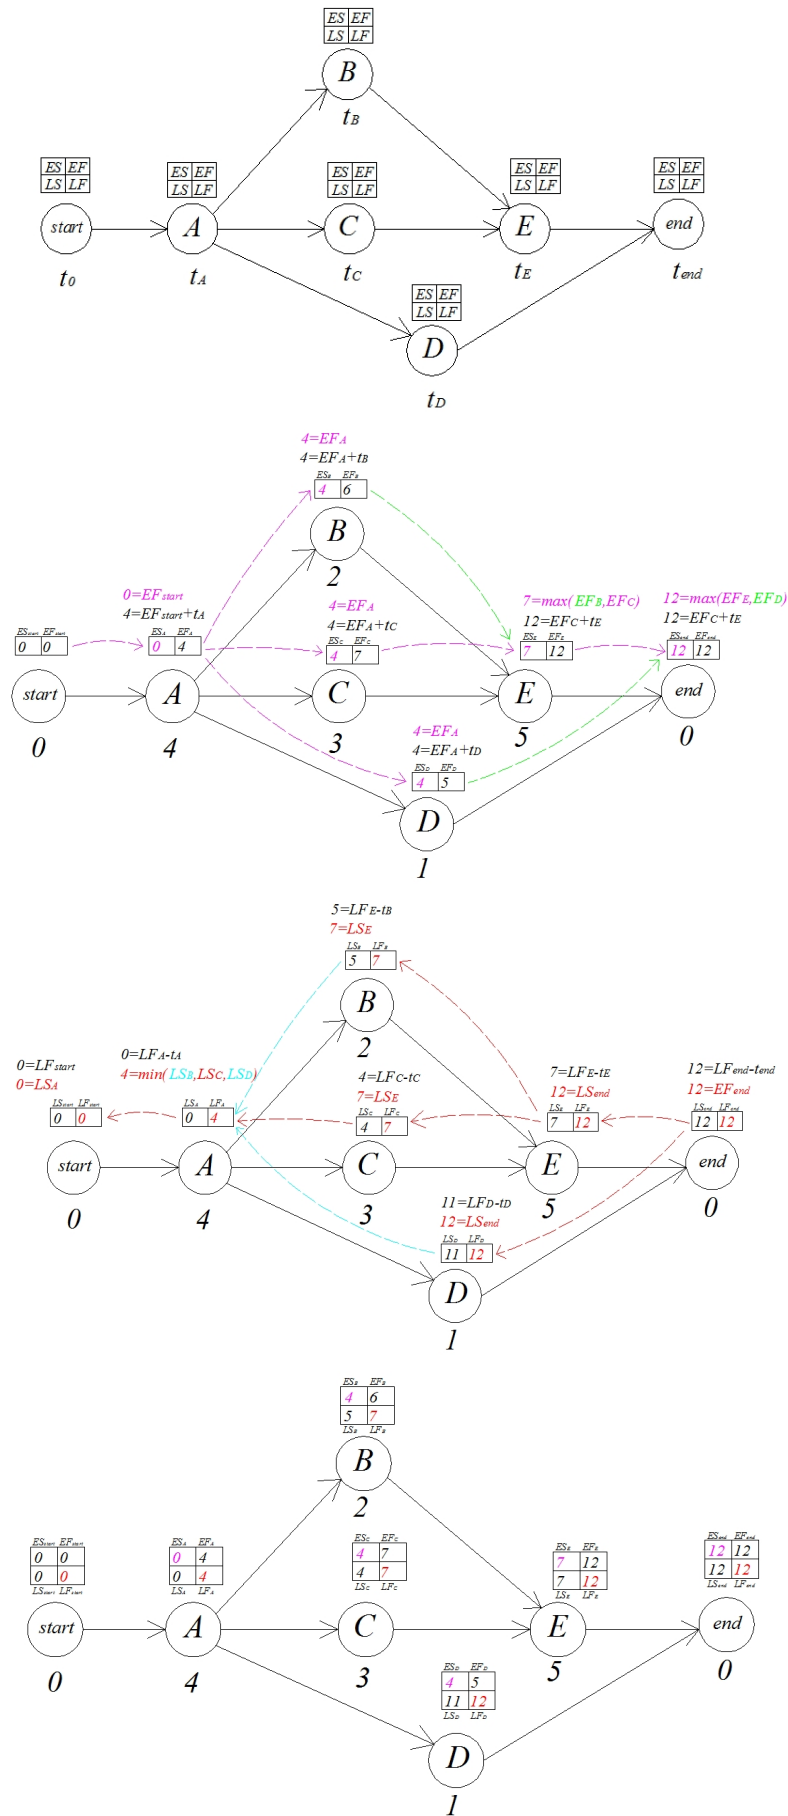 ES EF
LS LF
B
tB
ES EF ES EF ES EF ES EF ES EF
LS LF LS LF LS LF LS LF LS LF
start A C E end
t0 tA tC tE tend
ES EF
LS LF
D
tD
4=EFA
4=EFA+tB
ESB EFB
4 6
B
2
0=EFstart 4=EFA 7=max(EFB,EFC) 12=max(EFE,EFD)
4=EFstart+tA 4=EFA+tC 12=EFC+tE 12=EFC+tE
ESstart EFstart ESA EFA ESC EFC ESE EFE ESend EFend
0 0 0 4 4 7 7 12 12 12
start A C E end
0 4 3 5 0
4=EFA
4=EFA+tD
ESD EFD
4 5
D
1
5=LFE-tB
7=LSE
LSB LFB
5 7
B
2
0=LFstart 0=LFA-tA 4=LFC-tC 7=LFE-tE 12=LFend-tend
0=LSA 4=min(LSB,LSC,LSD) 7=LSE 12=LSend 12=EFend
LSstart LFstart LSA LFA LSC LFC LSE LFE LSend LFend
0 0 0 4 4 7 7 12 12 12
start A C E end
0 4 3 5 0
11=LFD-tD
12=LSend
LSD LFD
11 12
D
1
ESB EFB
4 6
5 7
LSB LFB
B
2
ESstart EFstart ESA EFA ESC EFC ESE EFE ESend EFend
0 0 0 4 4 7 7 12 12 12
0 0 0 4 4 7 7 12 12 12
LSstart LFstart LSA LFA LSC LFC LSE LFE LSend LFend
start A C E end
0 4 3 5 0
ESD EFD
4 5
11 12
LSD LFD
D
1